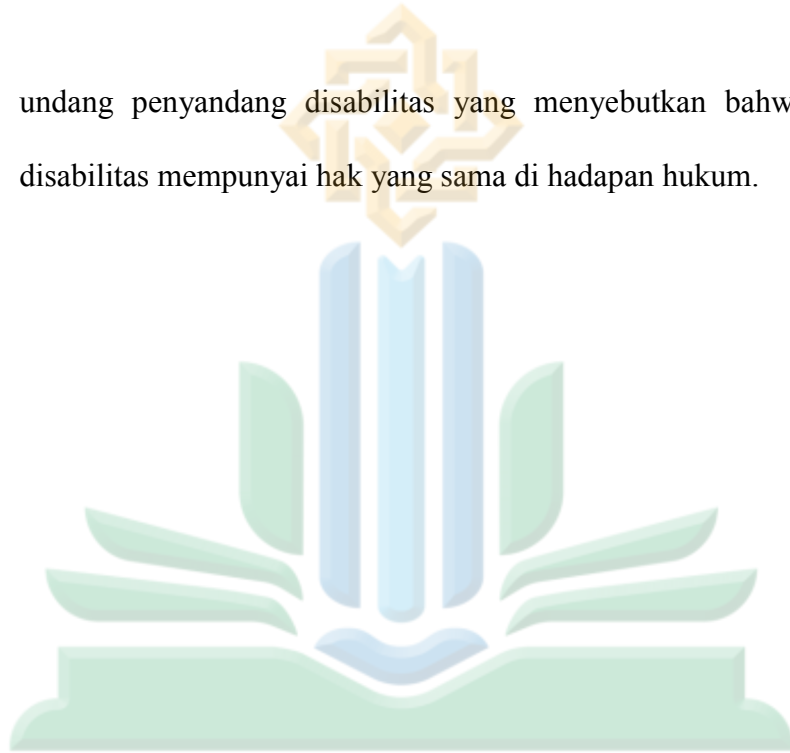 undang penyandang disabilitas yang menyebutkan bahw
disabilitas mempunyai hak yang sama di hadapan hukum.